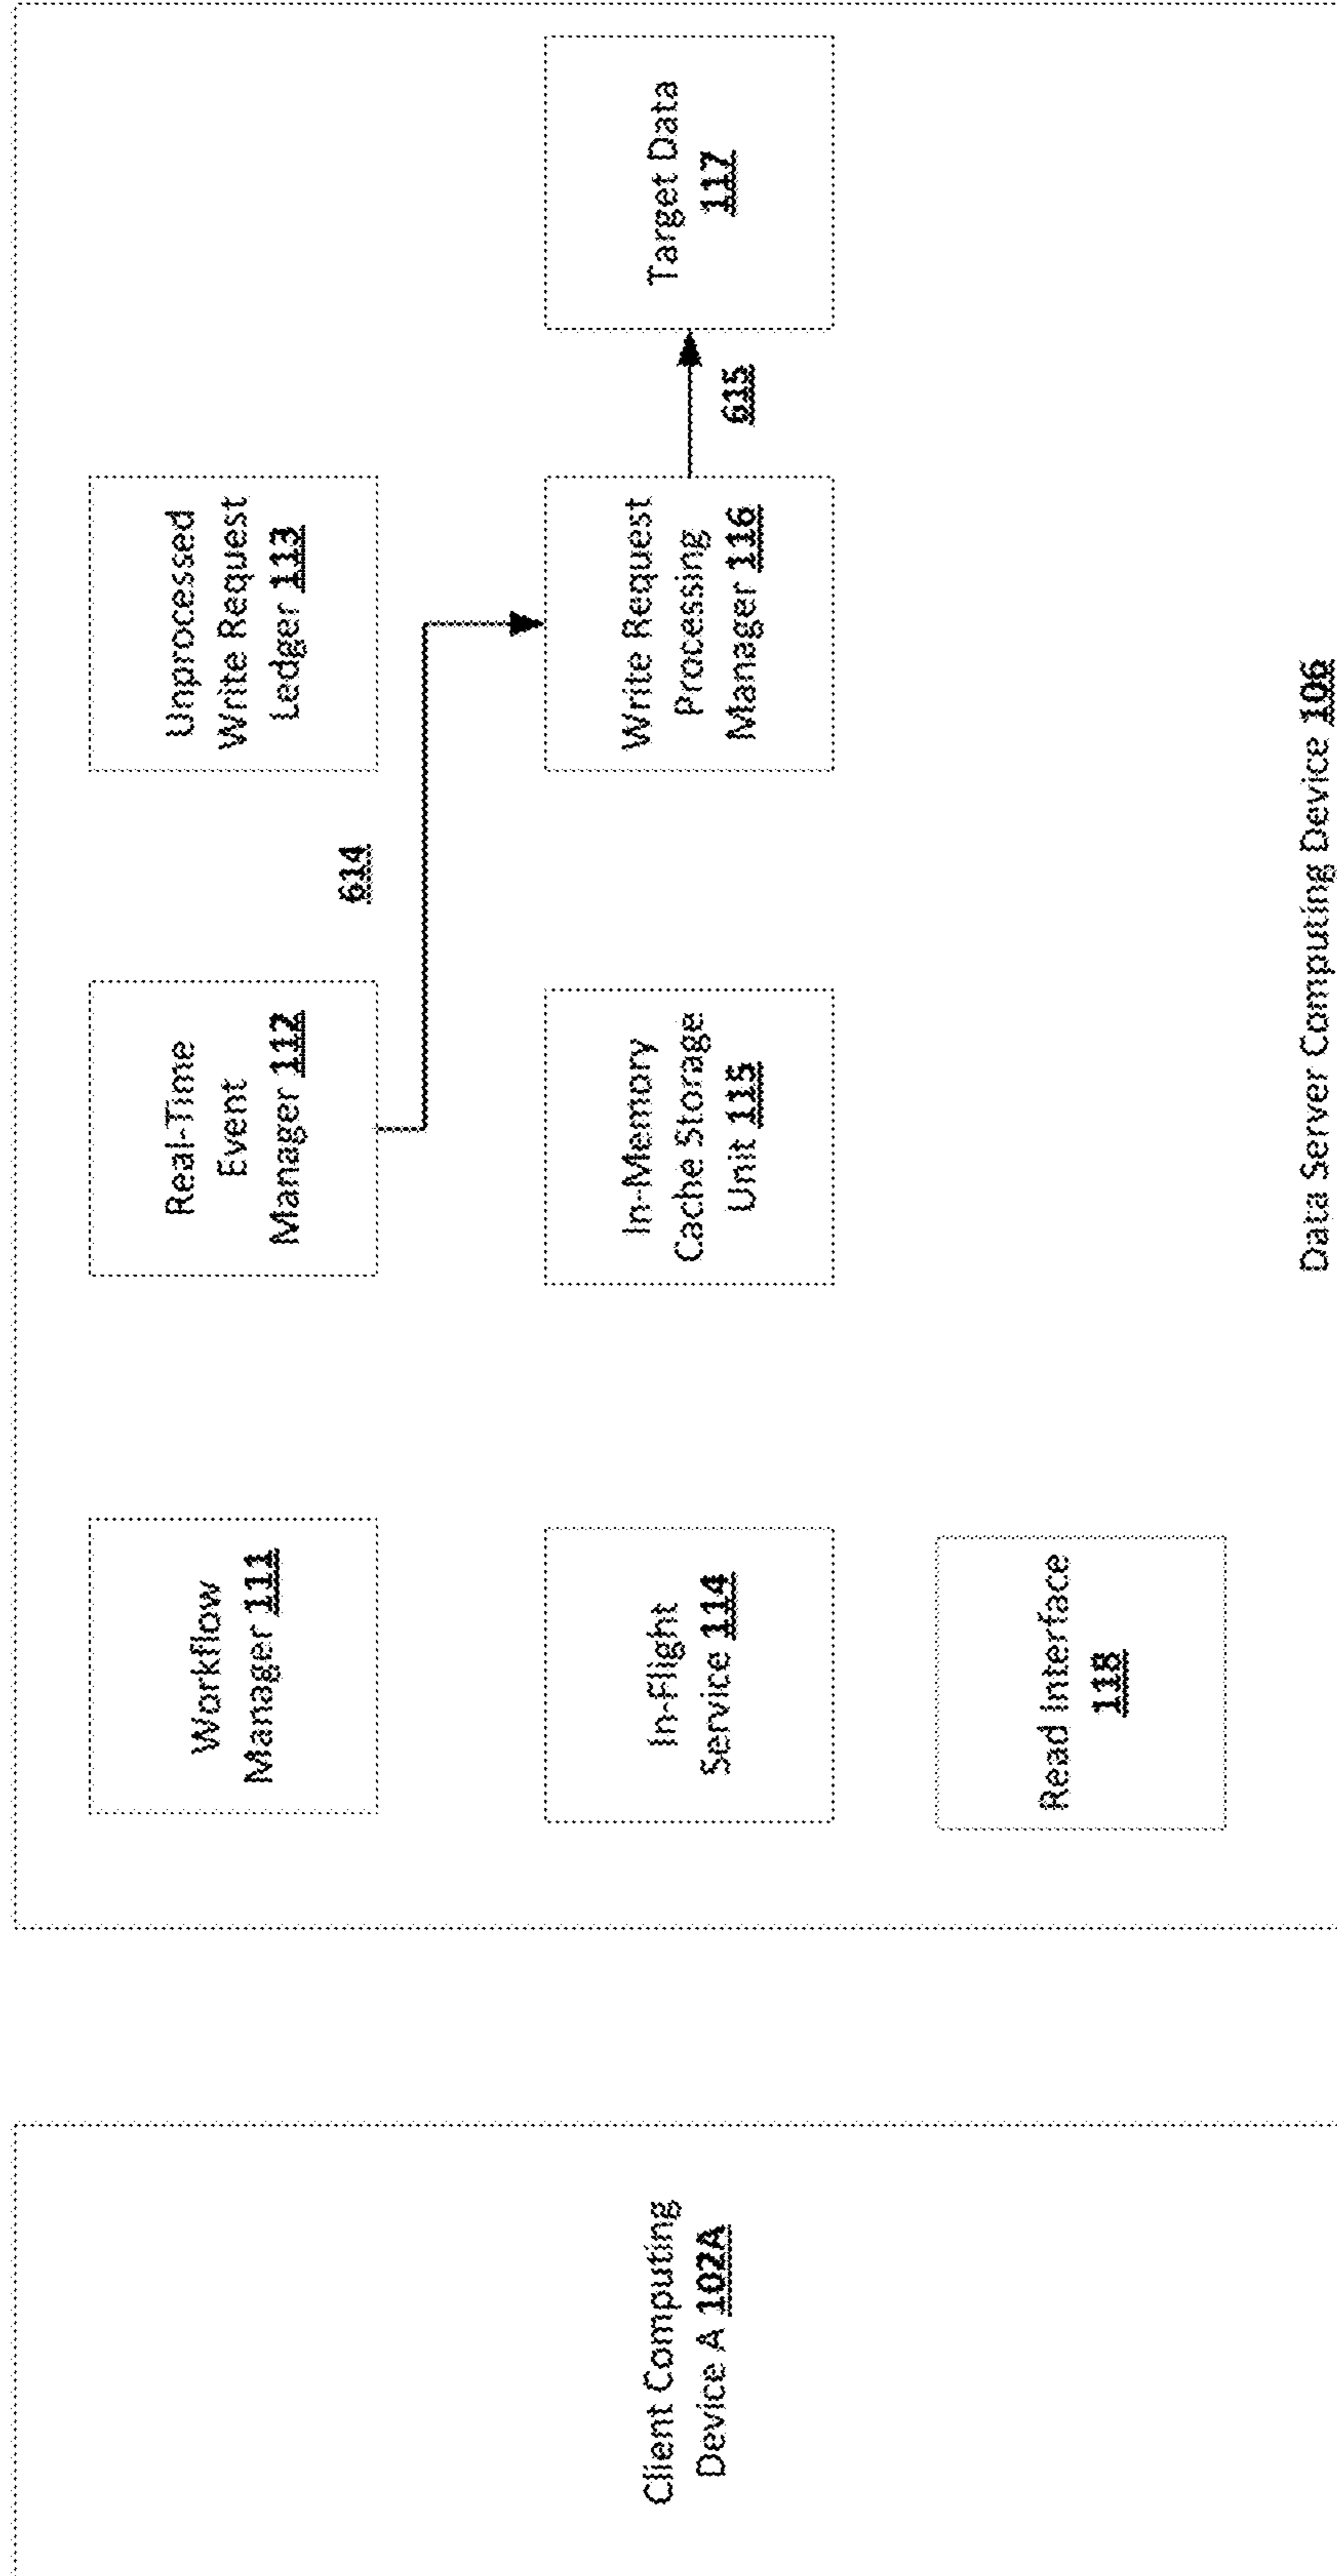 Client Computing
Device A 102A
Workflow
Manager 111
Real-Time
Event
Manager 112
Unprocessed
Write Request
Ledger 113
614
In-Flight
Service 114
In-Memory
Cache Storage
Unit 115
Write Request
Processing
Manager 116
615
Target Data
117
Read Interface
118
Data Server Computing Device 106